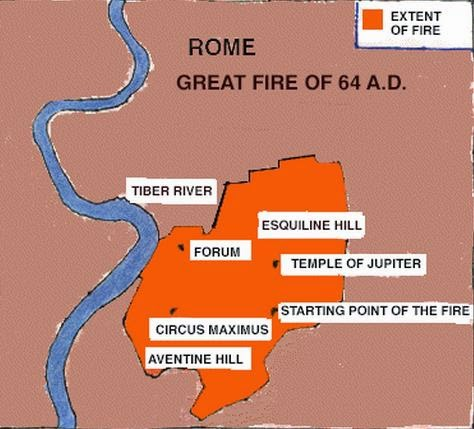 EXTENT
OF FIRE
ROME
GREAT FIRE OF 64 A.D.
TIBER RIVER
ESQUILINE HILL
FORUM
TEMPLE OF JUPITER
STARTING POINT OF THE FIRE
CIRCUS MAXIMUS
AVENTINE HILL